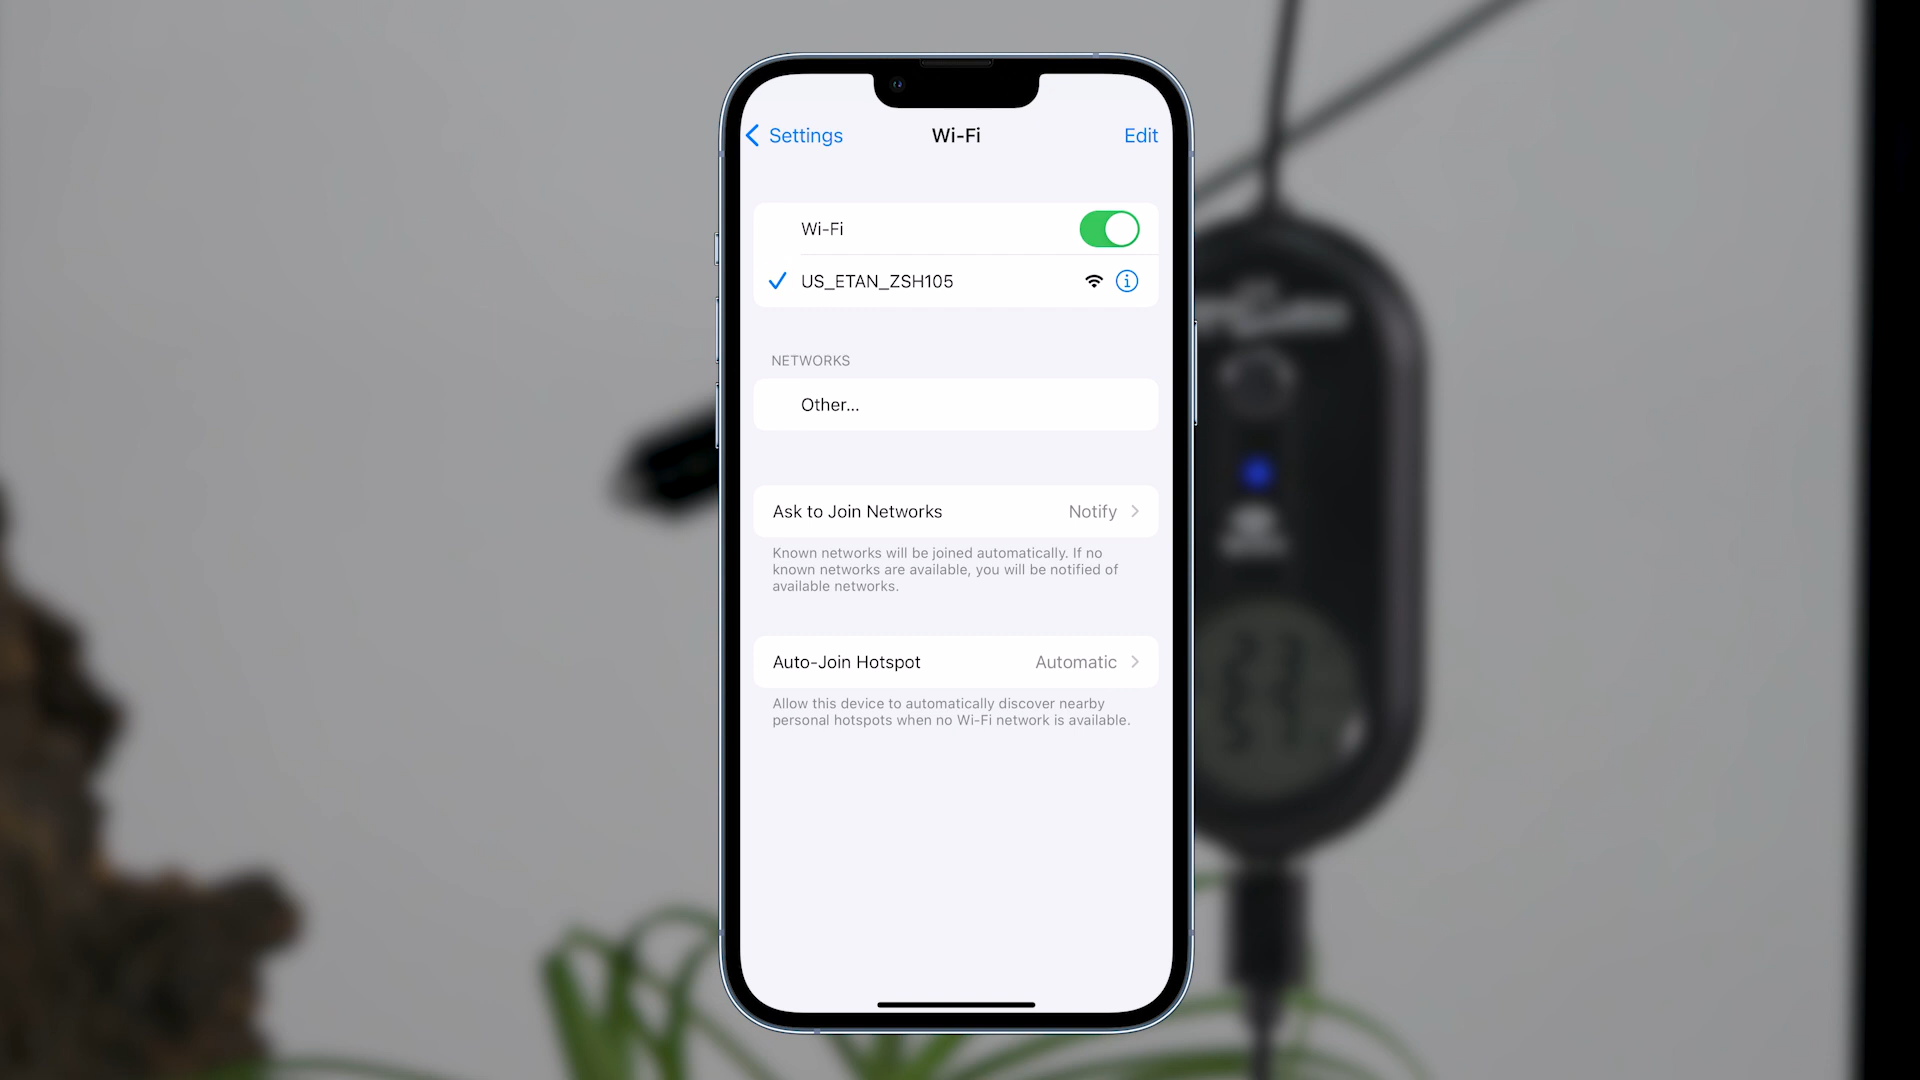 Settings
Wi-Fi
Edit
Wi-Fi
US_ETAN_ZSH105
NETWORKS
Other...
Ask to Join Networks
Notify
Known networks will be joined automatically. If no
known networks are available, you will be notified of
available networks.
Auto-Join Hotspot
Automatic
Allow this device to automatically discover nearby
personal hotspots when no Wi-Fi network is available.